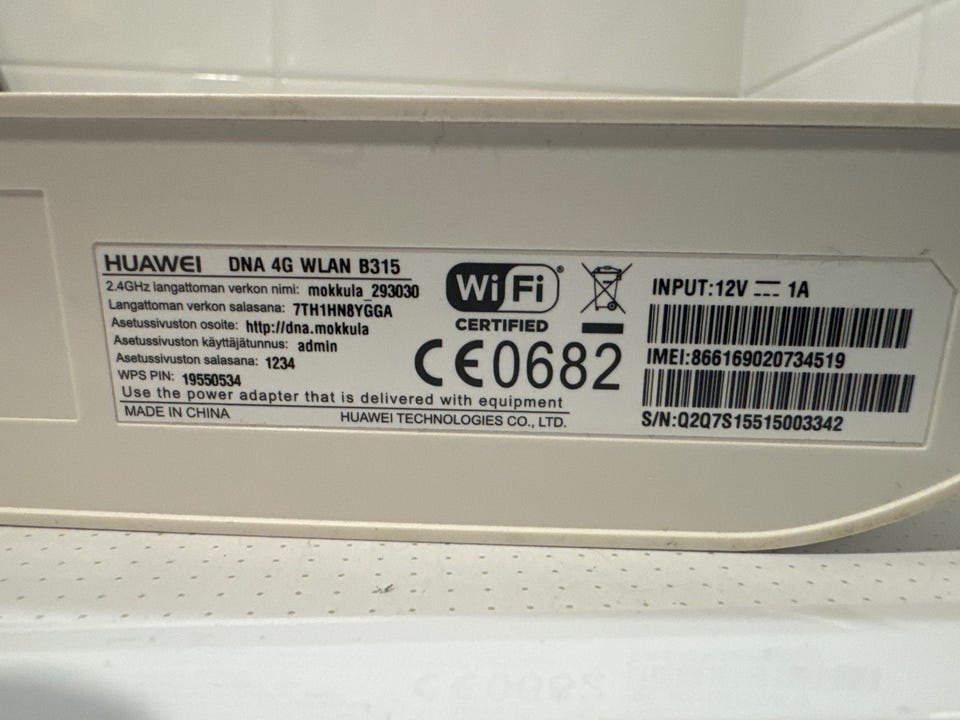 HUAWEI DNA 4G WLAN B315
2.4GHz langattoman verkon nimi: mokkula_293030
Langattoman verkon salasana: 7TH1HN8YGGA
Asetussivuston osoite: http://dna.mokkula
Asetussivuston käyttäjätunnus: admin
Asetussivuston salasana: 1234
WPS PIN: 19550534
Use the power adapter that is delivered with equipment
MADE IN CHINA HUAWEI TECHNOLOGIES CO., LTD.
Wi Fi®
CERTIFIED
CE0682
INPUT:12V ⎓ 1A
IMEI:866169020734519
S/N:Q2Q7S15515003342